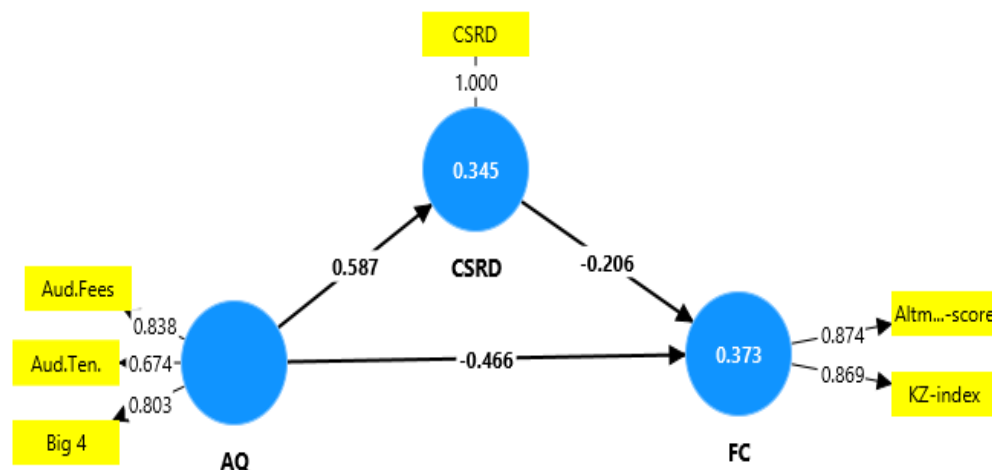 CSRD
1.000
0.345
CSRD
0.587
-0.206
Aud.Fees
0.838
Aud.Ten.
0.674
Big 4
0.803
AQ
-0.466
0.373
FC
Altm...-score
0.874
0.869
KZ-index